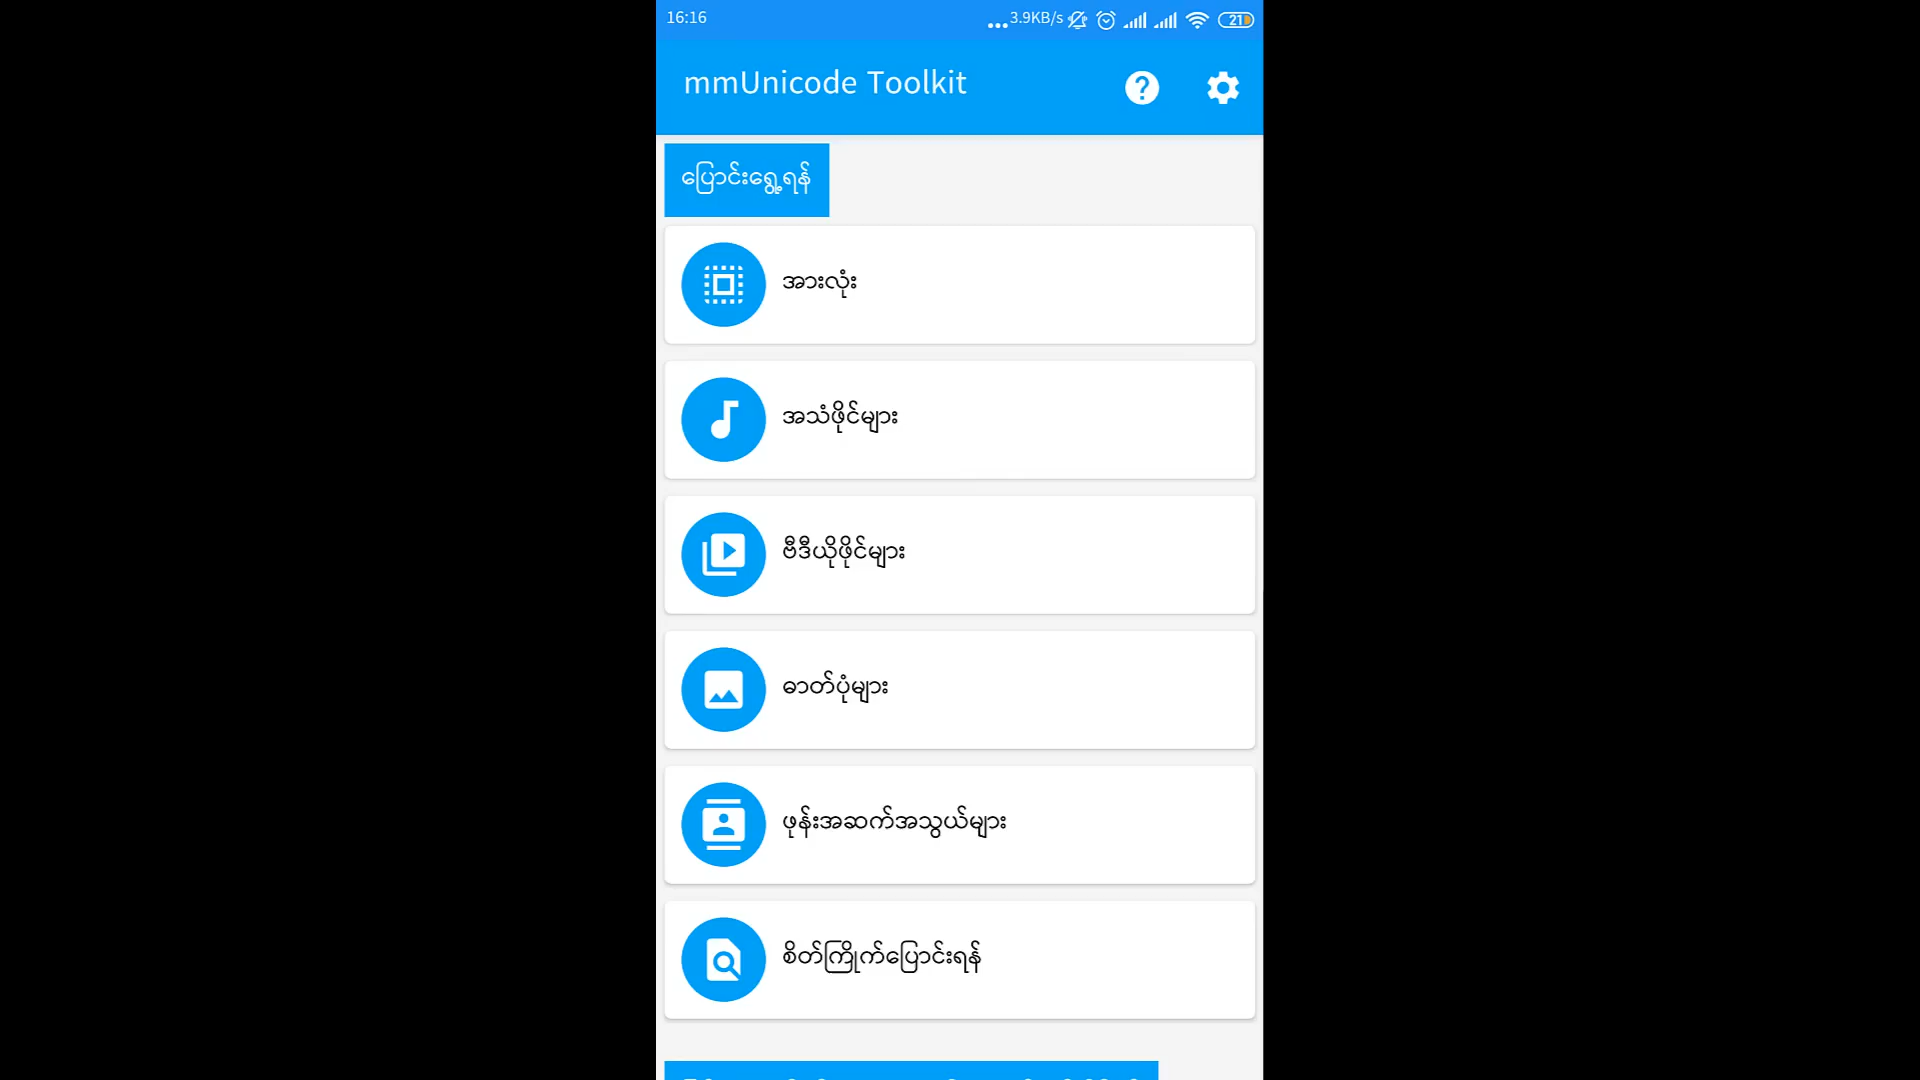 16:16
...3.9KB/s
21
mmUnicode Toolkit
ပြောင်းရွှေ့ရန်
အားလုံး
အသံဖိုင်များ
ဗီဒီယိုဖိုင်များ
ဓာတ်ပုံများ
ဖုန်းအဆက်အသွယ်များ
စိတ်ကြိုက်ပြောင်းရန်